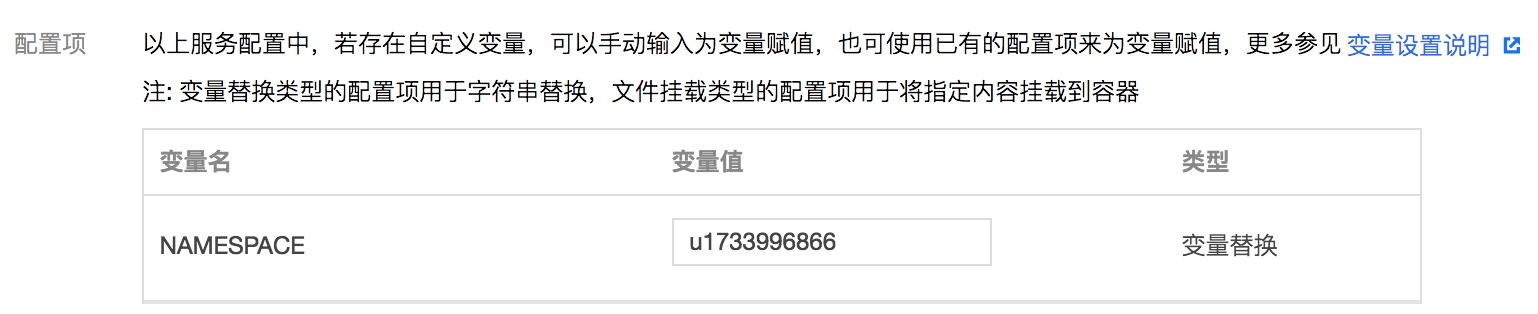 配置项 以上服务配置中，若存在自定义变量，可以手动输入为变量赋值，也可使用已有的配置项来为变量赋值，更多参见 变量设置说明
注: 变量替换类型的配置项用于字符串替换，文件挂载类型的配置项用于将指定内容挂载到容器
变量名 变量值 类型
NAMESPACE u1733996866 变量替换